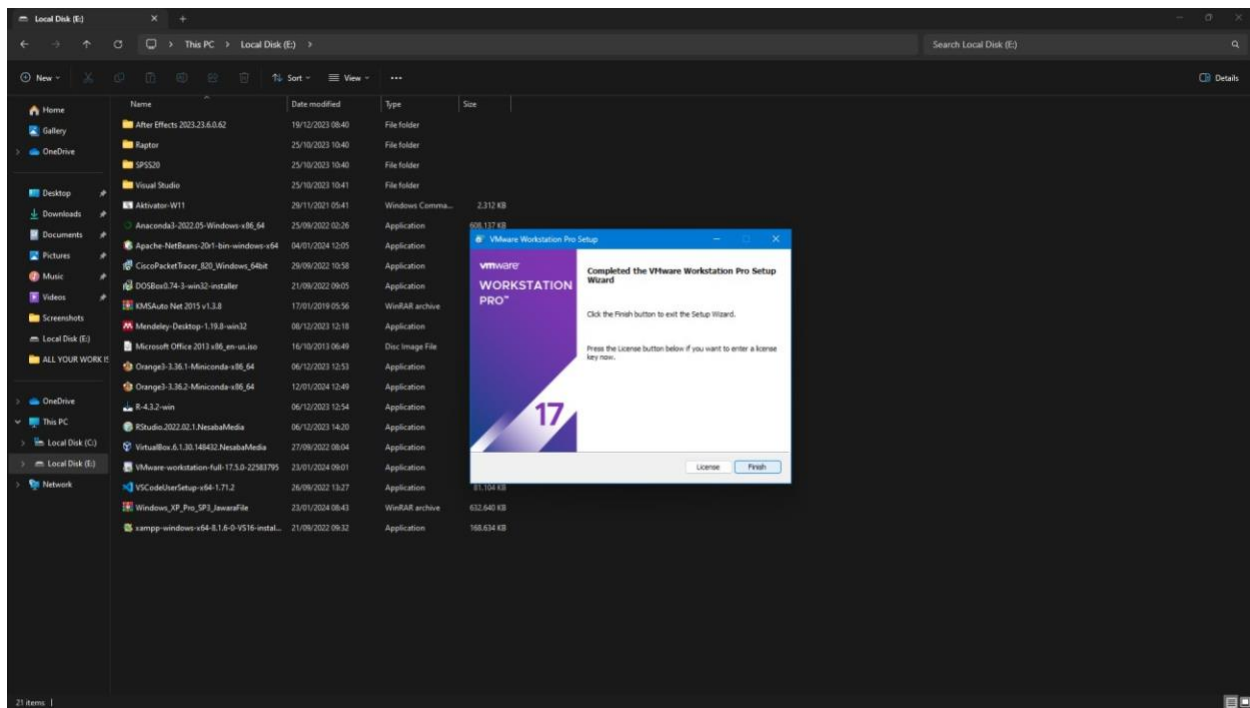 Local Disk (E:)
This PC > Local Disk (E:) >
Search Local Disk (E:)
New
Sort
View
Details
Home
Gallery
OneDrive
Desktop
Downloads
Documents
Pictures
Music
Videos
Screenshots
Local Disk (E:)
ALL YOUR WORK IS
OneDrive
This PC
Local Disk (C:)
Local Disk (E:)
Network
Name Date modified Type Size
After Effects 2023.23.6.0.62 19/12/2023 08:40 File folder
Raptor 25/10/2023 10:40 File folder
SPSS20 25/10/2023 10:40 File folder
Visual Studio 25/10/2023 10:41 File folder
Aktivator-W11 29/11/2021 05:41 Windows Comma... 2.312 KB
Anaconda3-2022.05-Windows-x86_64 25/09/2022 02:26 Application 608.137 KB
Apache-NetBeans-20r1-bin-windows-x64 04/01/2024 12:05 Application
CiscoPacketTracer_820_Windows_64bit 29/09/2022 10:58 Application
DOSBox0.74-3-win32-installer 21/09/2022 09:05 Application
KMSAuto Net 2015 v1.3.8 17/01/2019 05:56 WinRAR archive
Mendeley-Desktop-1.19.8-win32 08/12/2023 12:18 Application
Microsoft Office 2013 x86_en-us.iso 16/10/2013 06:49 Disc Image File
Orange3-3.36.1-Miniconda-x86_64 06/12/2023 12:53 Application
Orange3-3.36.2-Miniconda-x86_64 12/01/2024 12:49 Application
R-4.3.2-win 06/12/2023 12:54 Application
RStudio.2022.02.1.NesabaMedia 06/12/2023 14:20 Application
VirtualBox.6.1.30.148432.NesabaMedia 27/09/2022 08:04 Application
VMware-workstation-full-17.5.0-22583795 23/01/2024 09:01 Application
VSCodeUserSetup-x64-1.71.2 26/09/2022 13:27 Application 81.104 KB
Windows_XP_Pro_SP3_JawaraFile 23/01/2024 08:43 WinRAR archive 632.640 KB
xampp-windows-x64-8.1.6-0-VS16-instal... 21/09/2022 09:32 Application 168.634 KB
VMware Workstation Pro Setup
vmware
WORKSTATION
PRO™
17
Completed the VMware Workstation Pro Setup
Wizard
Click the Finish button to exit the Setup Wizard.
Press the License button below if you want to enter a license
key now.
License
Finish
21 items